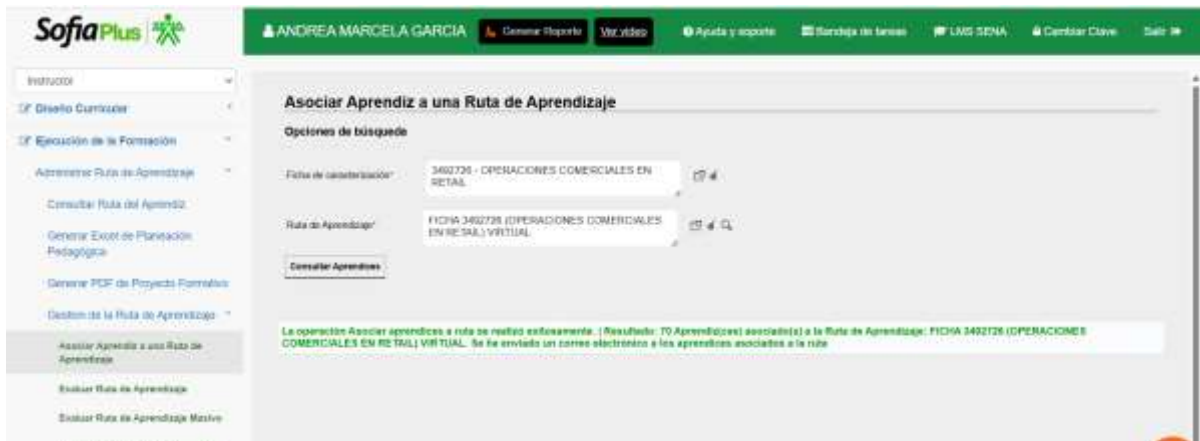 SofiaPlus
ANDREA MARCELA GARCIA
Generar Reporte
Ver video
Ayuda y soporte
Bandeja de tareas
LMS SENA
Cambiar Clave
Salir
Instructor
Diseño Curricular
Ejecución de la Formación
Administrar Ruta de Aprendizaje
Consultar Ruta del Aprendiz
Generar Excel de Planeación
Pedagógica
Generar PDF de Proyecto Formativo
Gestion de la Ruta de Aprendizaje
Asociar Aprendiz a una Ruta de
Aprendizaje
Evaluar Ruta de Aprendizaje
Evaluar Ruta de Aprendizaje Masivo
Asociar Aprendiz a una Ruta de Aprendizaje
Opciones de búsqueda
Ficha de caracterización*
3492726 - OPERACIONES COMERCIALES EN
RETAIL
Ruta de Aprendizaje*
FICHA 3492726 (OPERACIONES COMERCIALES
EN RETAIL) VIRTUAL
Consultar Aprendices
La operación Asociar aprendices a ruta se realizó exitosamente. | Resultado: 70 Aprendiz(ces) asociado(s) a la Ruta de Aprendizaje: FICHA 3492726 (OPERACIONES
COMERCIALES EN RETAIL) VIRTUAL. Se ha enviado un correo electrónico a los aprendices asociados a la ruta